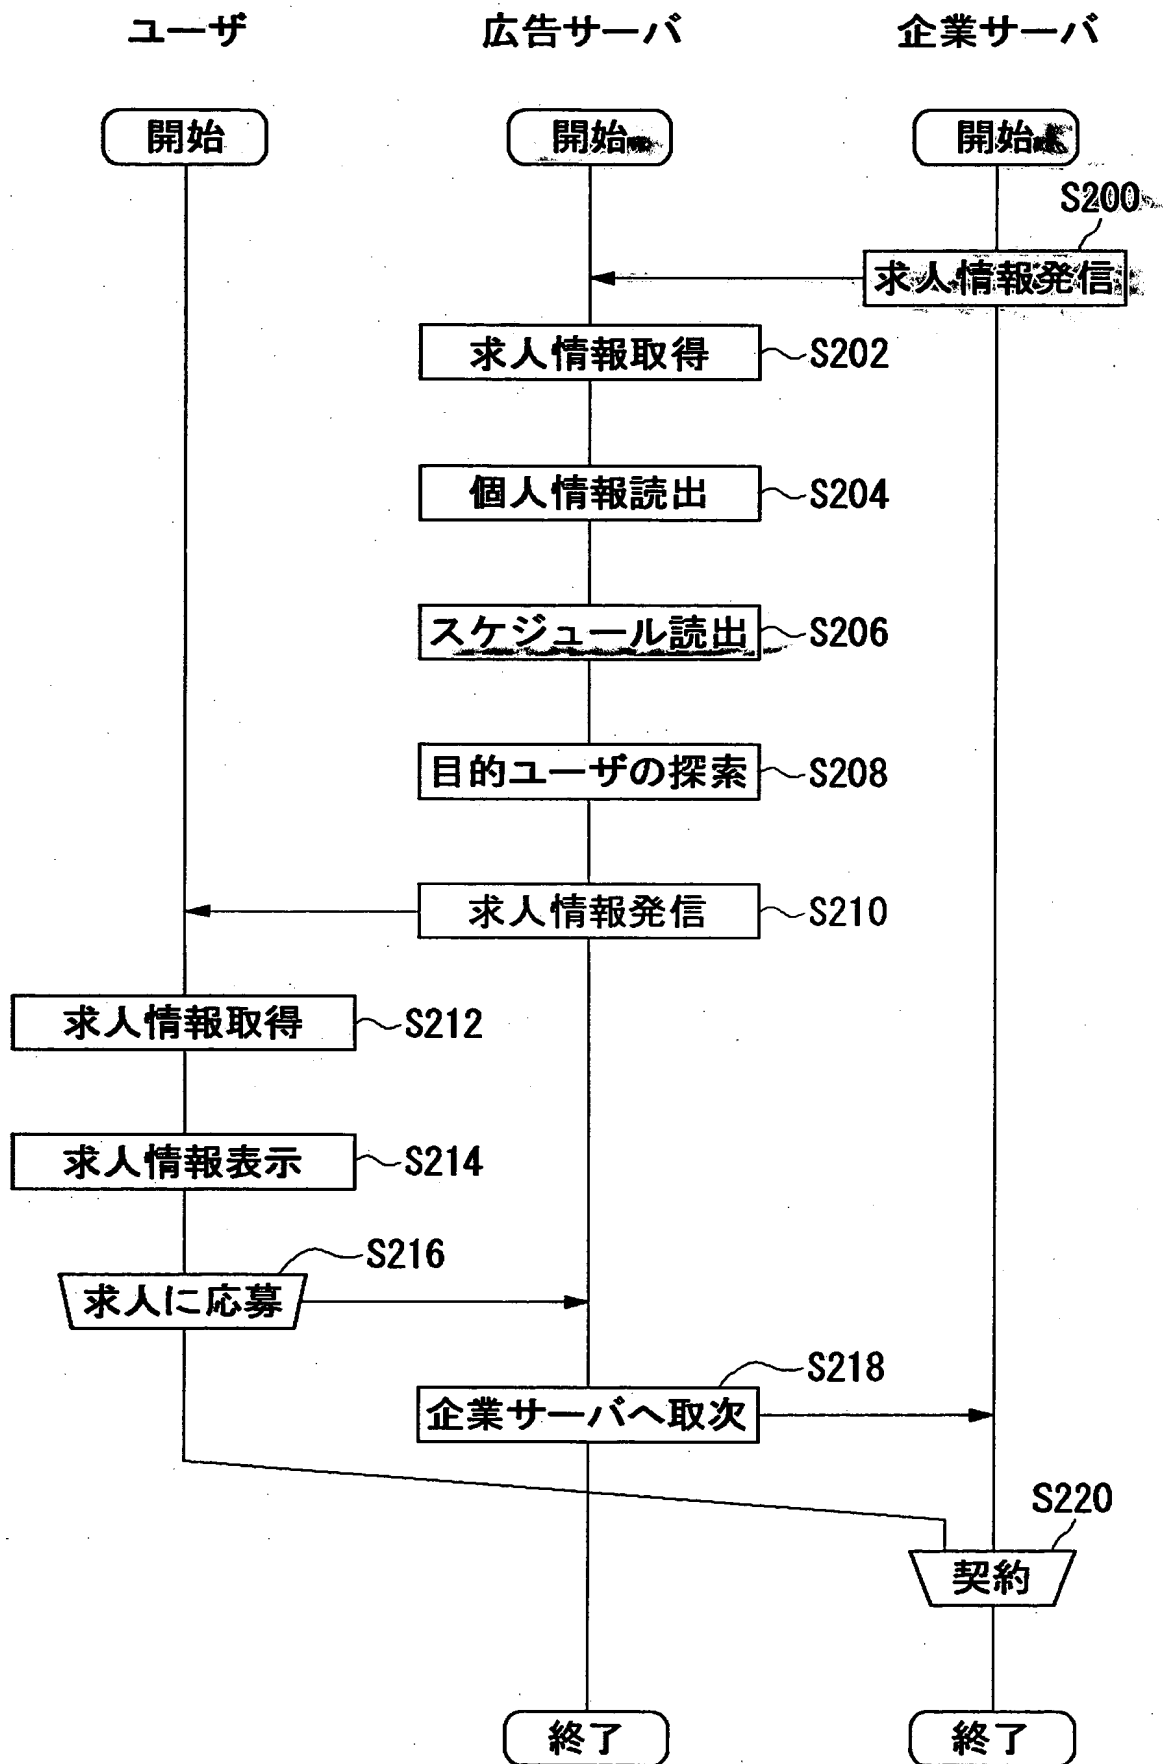 ユーザ
広告サーバ
企業サーバ
開始
開始
開始
S200
求人情報発信
求人情報取得
S202
個人情報読出
S204
スケジュール読出
S206
目的ユーザの探索
S208
求人情報発信
S210
求人情報取得
S212
求人情報表示
S214
S216
求人に応募
S218
企業サーバへ取次
S220
契約
終了
終了